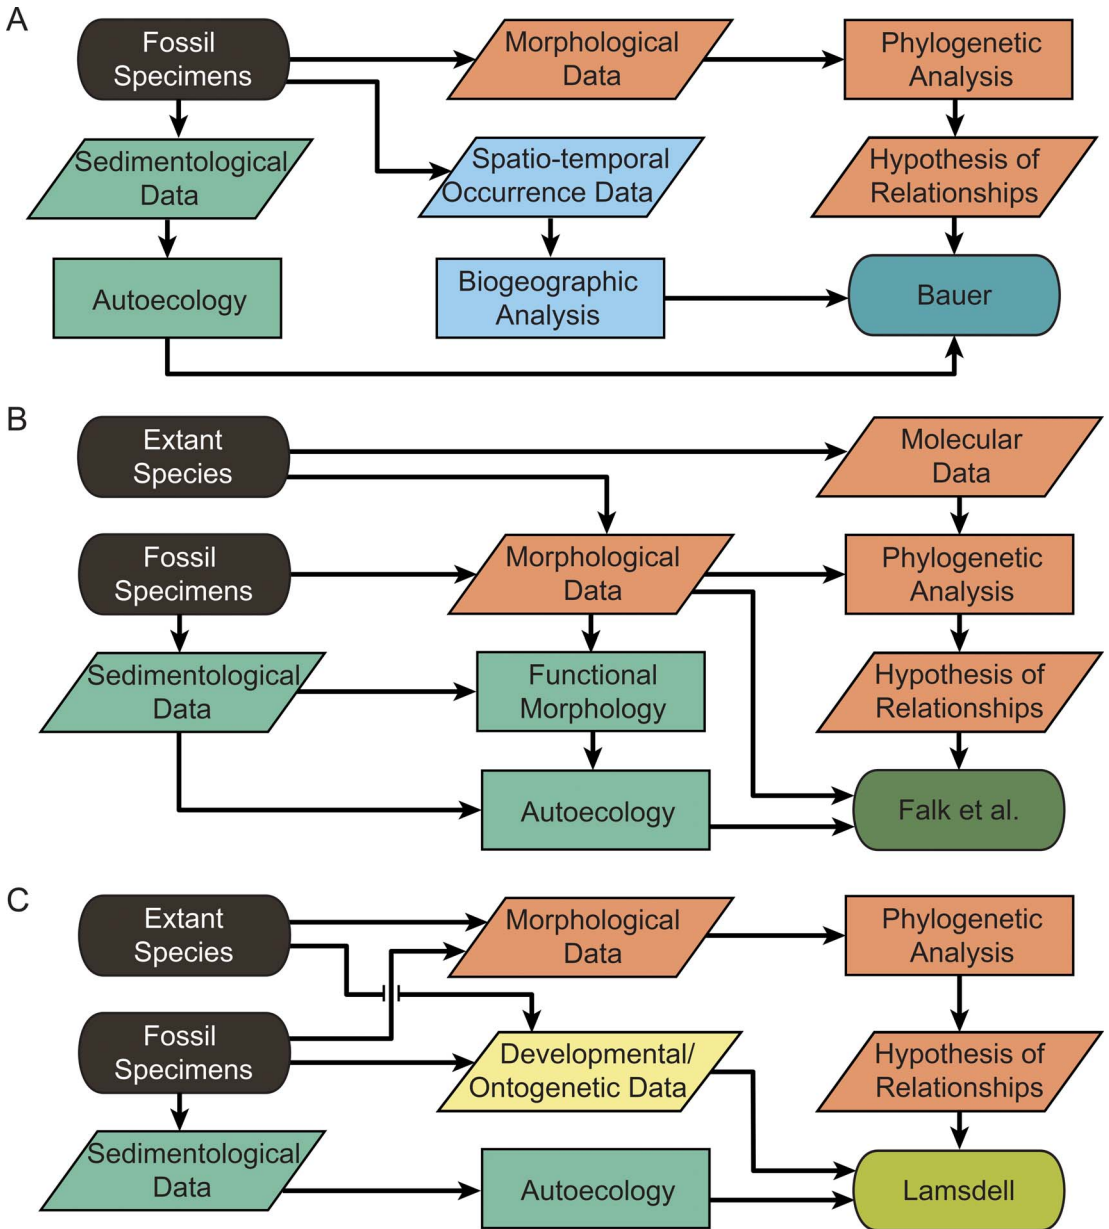 A
Fossil
Specimens
Morphological
Data
Phylogenetic
Analysis
Sedimentological
Data
Spatio-temporal
Occurrence Data
Hypothesis of
Relationships
Autoecology
Biogeographic
Analysis
Bauer
B
Extant
Species
Molecular
Data
Fossil
Specimens
Morphological
Data
Phylogenetic
Analysis
Sedimentological
Data
Functional
Morphology
Hypothesis of
Relationships
Autoecology
Falk et al.
C
Extant
Species
Morphological
Data
Phylogenetic
Analysis
Fossil
Specimens
Developmental/
Ontogenetic Data
Hypothesis of
Relationships
Sedimentological
Data
Autoecology
Lamsdell